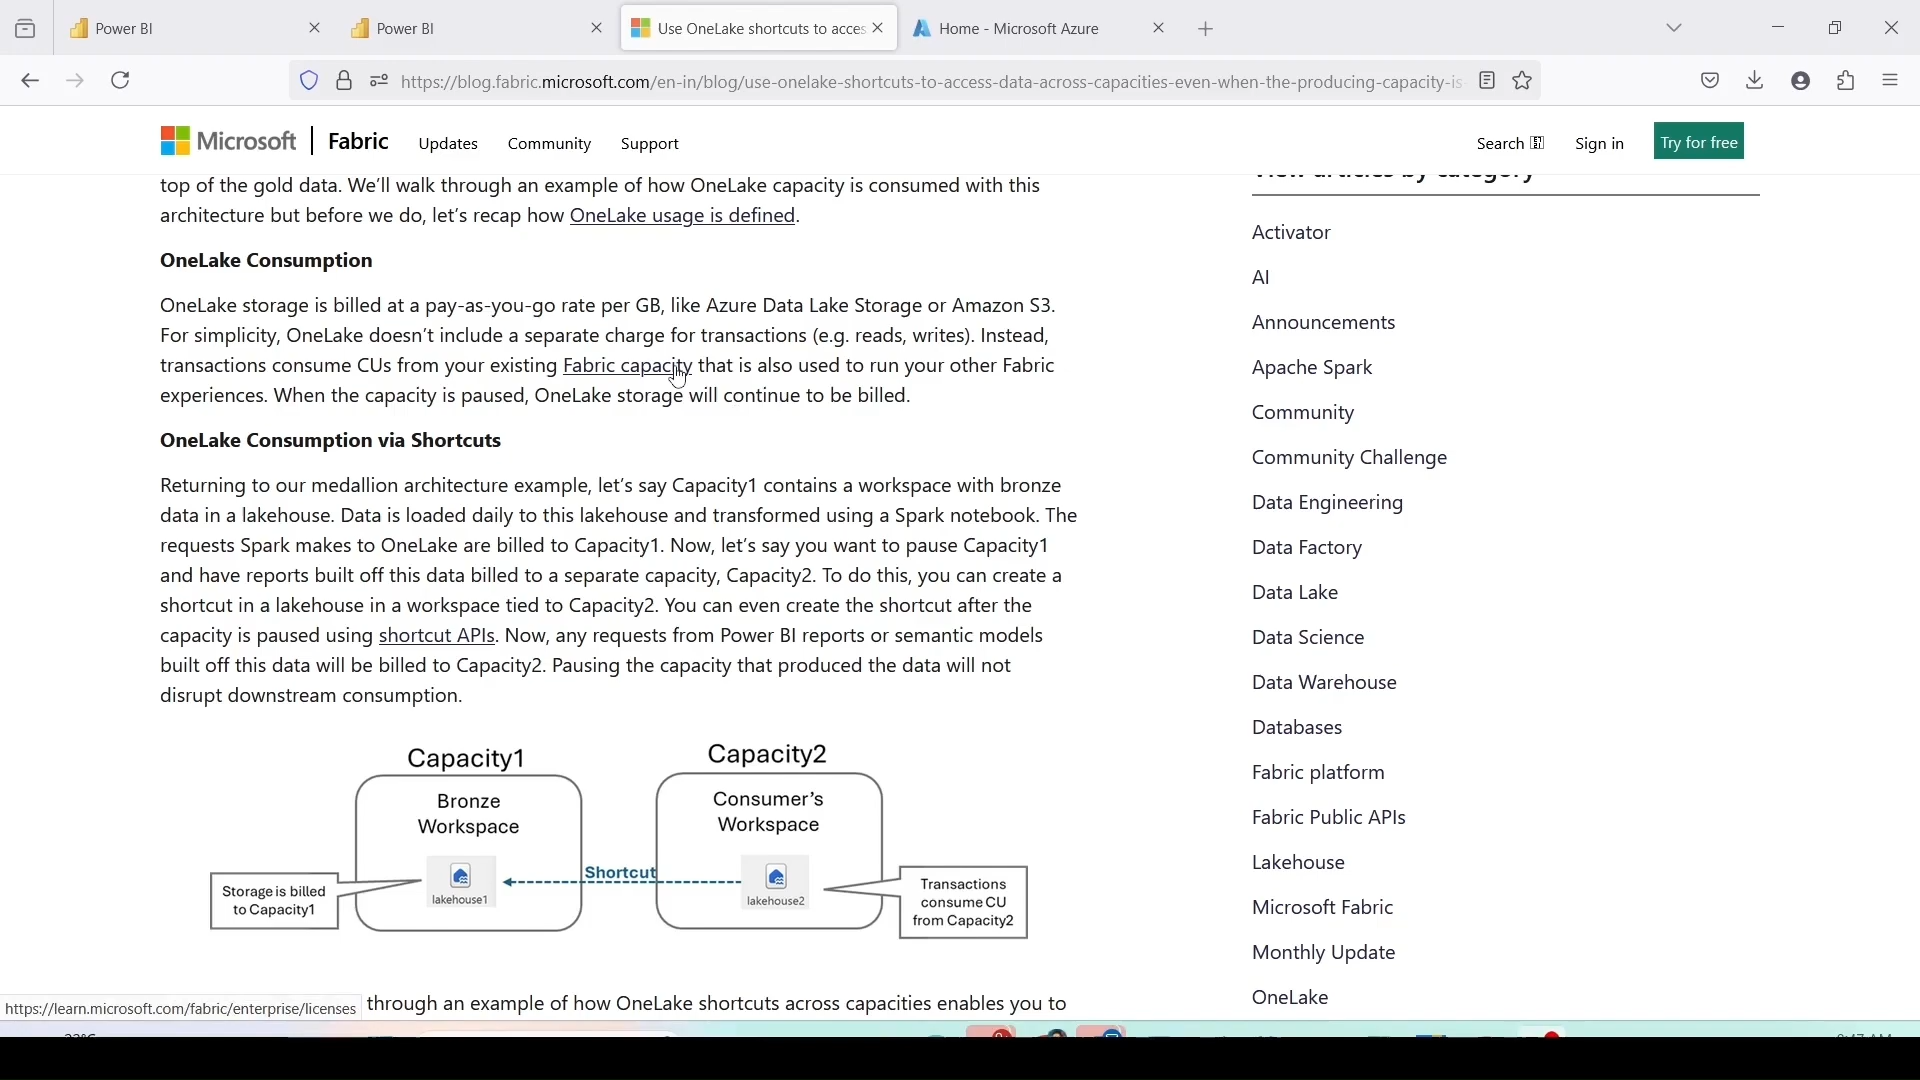 Power BI
Power BI
Use OneLake shortcuts to acces
Home - Microsoft Azure
https://blog.fabric.microsoft.com/en-in/blog/use-onelake-shortcuts-to-access-data-across-capacities-even-when-the-producing-capacity-is-
Microsoft | Fabric
Updates
Community
Support
Search
Sign in
Try for free
top of the gold data. We’ll walk through an example of how OneLake capacity is consumed with this
architecture but before we do, let’s recap how OneLake usage is defined.
OneLake Consumption
OneLake storage is billed at a pay-as-you-go rate per GB, like Azure Data Lake Storage or Amazon S3.
For simplicity, OneLake doesn’t include a separate charge for transactions (e.g. reads, writes). Instead,
transactions consume CUs from your existing Fabric capacity that is also used to run your other Fabric
experiences. When the capacity is paused, OneLake storage will continue to be billed.
OneLake Consumption via Shortcuts
Returning to our medallion architecture example, let’s say Capacity1 contains a workspace with bronze
data in a lakehouse. Data is loaded daily to this lakehouse and transformed using a Spark notebook. The
requests Spark makes to OneLake are billed to Capacity1. Now, let’s say you want to pause Capacity1
and have reports built off this data billed to a separate capacity, Capacity2. To do this, you can create a
shortcut in a lakehouse in a workspace tied to Capacity2. You can even create the shortcut after the
capacity is paused using shortcut APIs. Now, any requests from Power BI reports or semantic models
built off this data will be billed to Capacity2. Pausing the capacity that produced the data will not
disrupt downstream consumption.
Capacity1
Bronze
Workspace
lakehouse1
Storage is billed
to Capacity1
Shortcut
Capacity2
Consumer’s
Workspace
lakehouse2
Transactions
consume CU
from Capacity2
through an example of how OneLake shortcuts across capacities enables you to
https://learn.microsoft.com/fabric/enterprise/licenses
View articles by category
Activator
AI
Announcements
Apache Spark
Community
Community Challenge
Data Engineering
Data Factory
Data Lake
Data Science
Data Warehouse
Databases
Fabric platform
Fabric Public APIs
Lakehouse
Microsoft Fabric
Monthly Update
OneLake